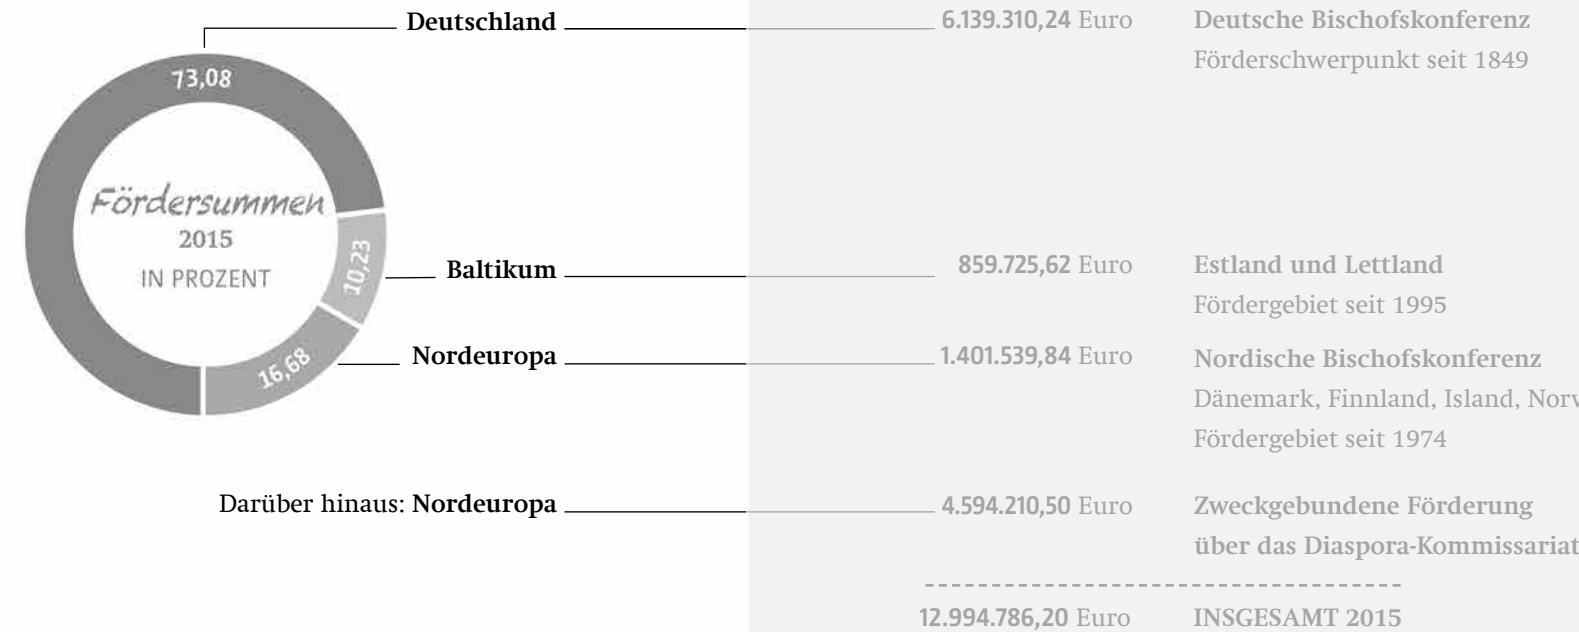 Deutschland 6.139.310,24 Euro Deutsche Bischofskonferenz
Förderschwerpunkt seit 1849
73,08
Fördersummen
2015
IN PROZENT
10,23
16,68
Baltikum 859.725,62 Euro Estland und Lettland
Fördergebiet seit 1995
Nordeuropa 1.401.539,84 Euro Nordische Bischofskonferenz
Dänemark, Finnland, Island,
Fördergebiet seit 1974
Darüber hinaus: Nordeuropa 4.594.210,50 Euro Zweckgebundene Förderung
über das Diaspora-Kommissariat
12.994.786,20 Euro INSGESAMT 2015